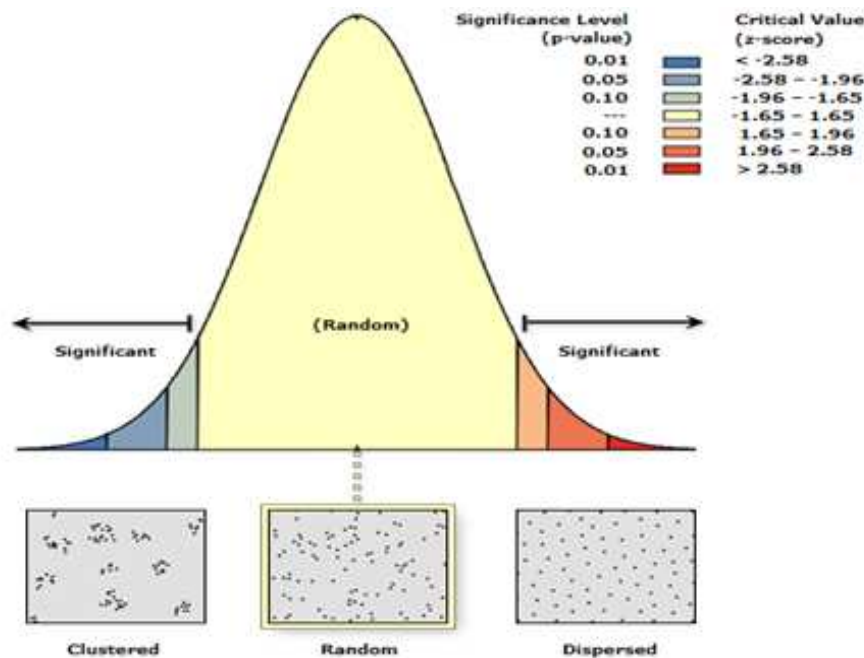 Significance Level Critical Value
(p-value) (z-score)
0.01 < -2.58
0.05 -2.58 – -1.96
0.10 -1.96 – -1.65
--- -1.65 – 1.65
0.10 1.65 – 1.96
0.05 1.96 – 2.58
0.01 > 2.58
(Random)
Significant Significant
Clustered Random Dispersed